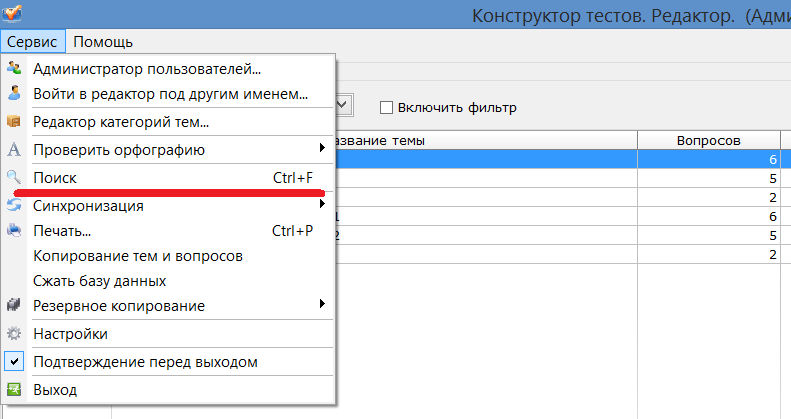 Конструктор тестов. Редактор. (Адми
Сервис Помощь
Администратор пользователей...
Войти в редактор под другим именем...
Включить фильтр
Редактор категорий тем...
азвание темы Вопросов
Проверить орфографию
6
Поиск Ctrl+F
5
2
Синхронизация
1 6
Печать... Ctrl+P
2 5
Копирование тем и вопросов
2
Сжать базу данных
Резервное копирование
Настройки
Подтверждение перед выходом
Выход